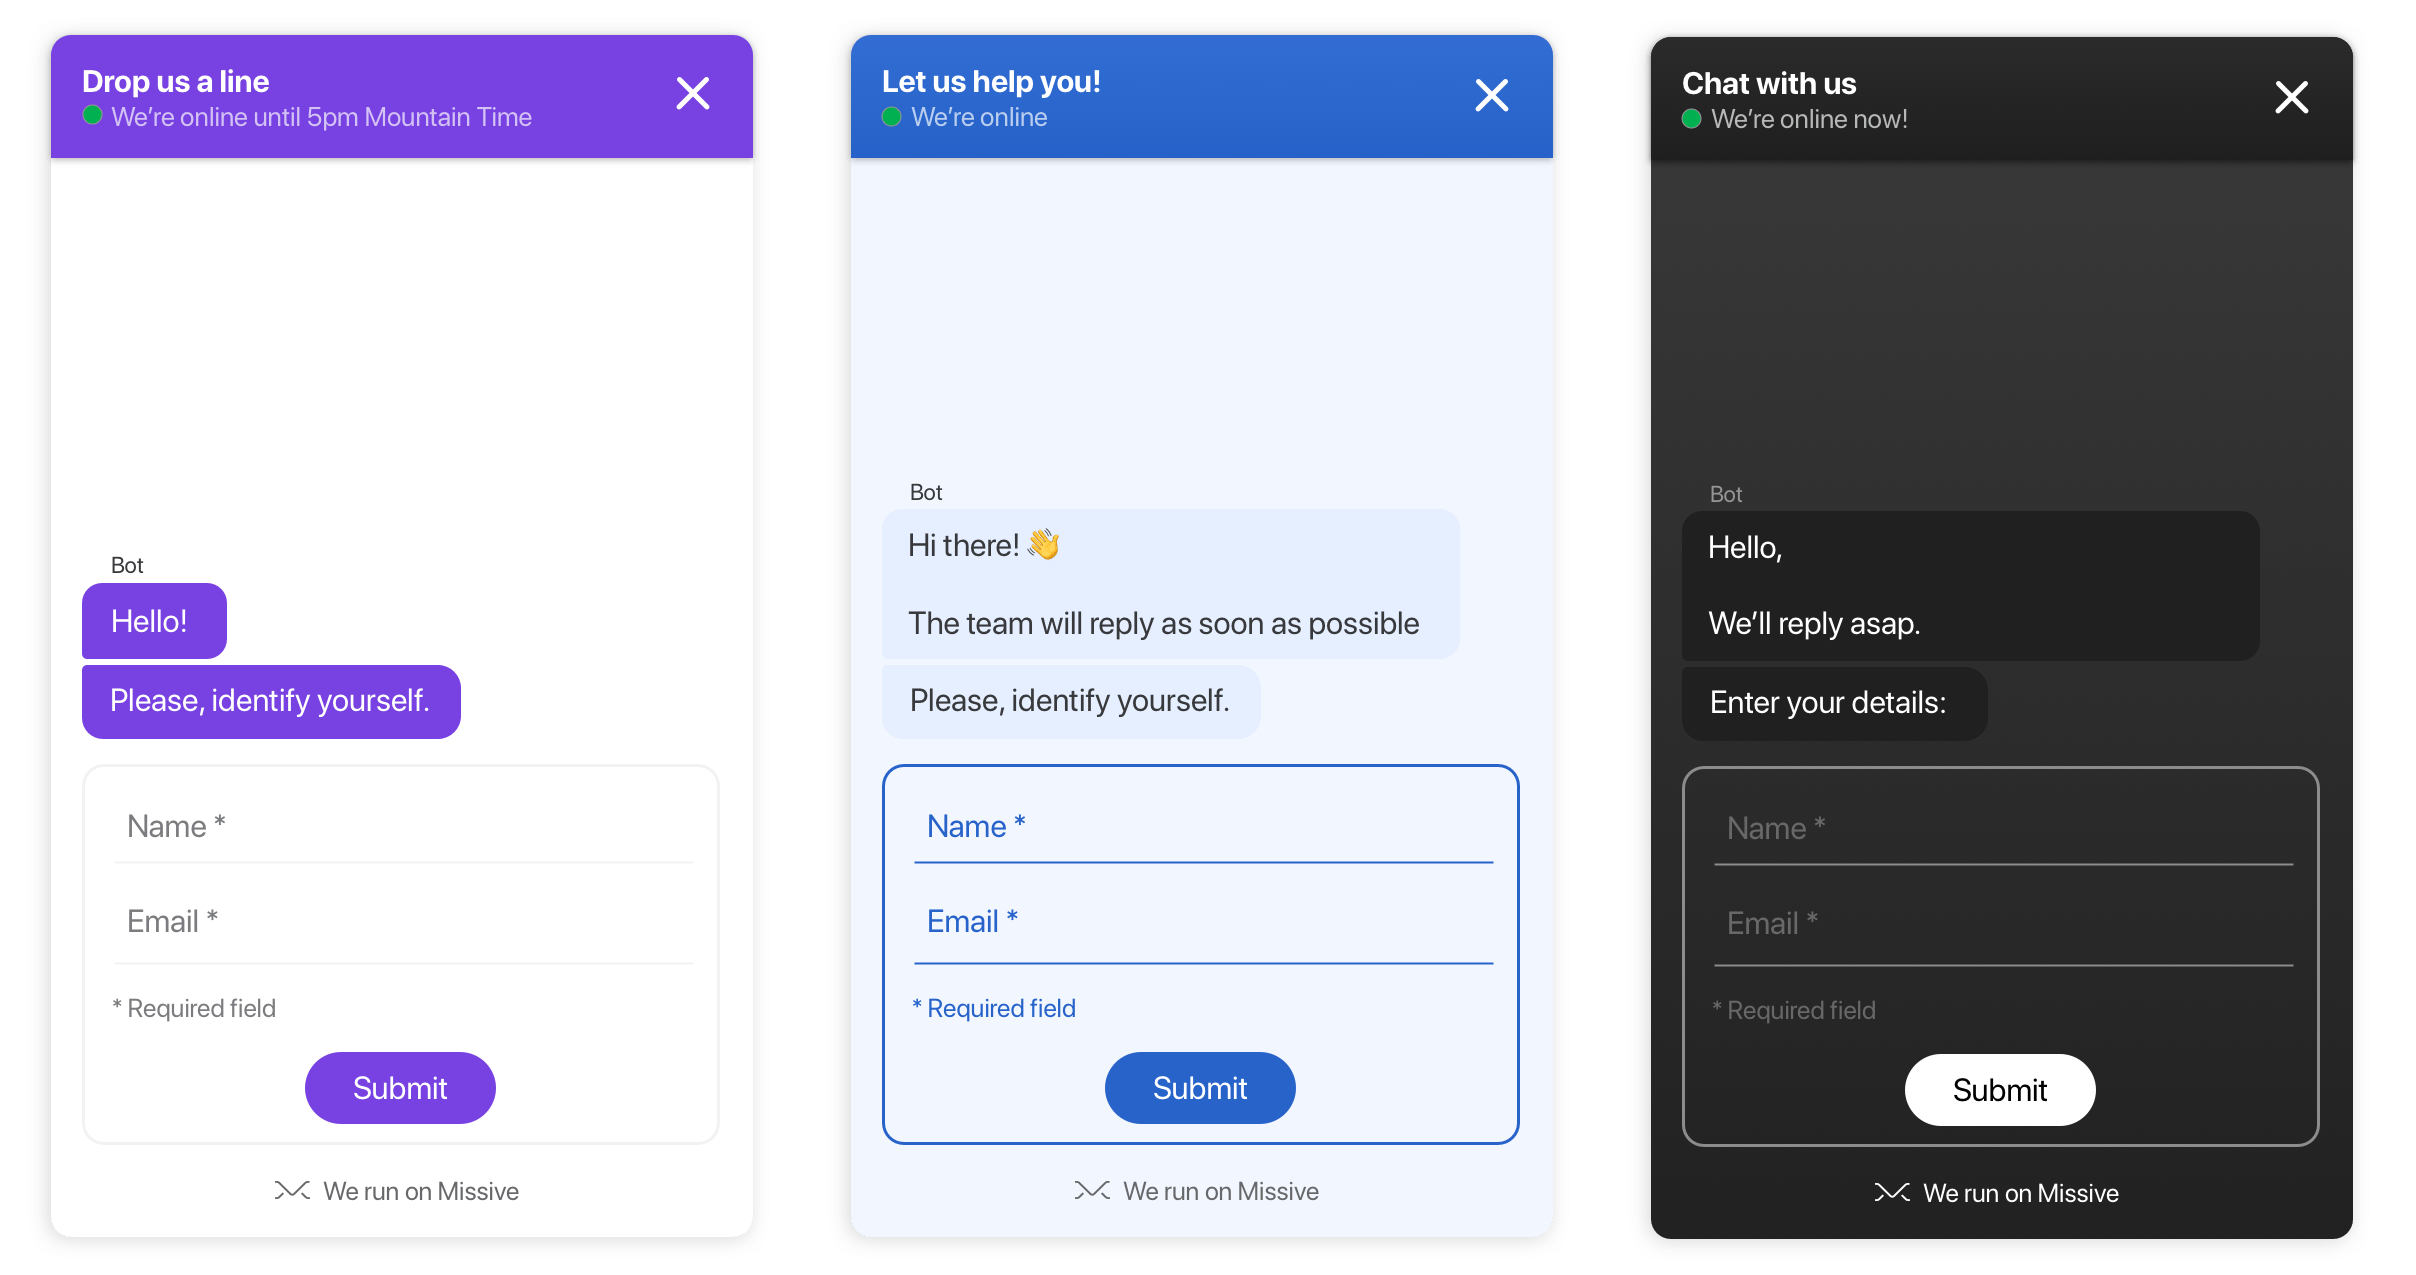 Drop us a line
We’re online until 5pm Mountain Time
Bot
Hello!
Please, identify yourself.
Name *
Email *
* Required field
Submit
We run on Missive
Let us help you!
We’re online
Bot
Hi there! 👋
The team will reply as soon as possible
Please, identify yourself.
Name *
Email *
* Required field
Submit
We run on Missive
Chat with us
We’re online now!
Bot
Hello,
We’ll reply asap.
Enter your details:
Name *
Email *
* Required field
Submit
We run on Missive